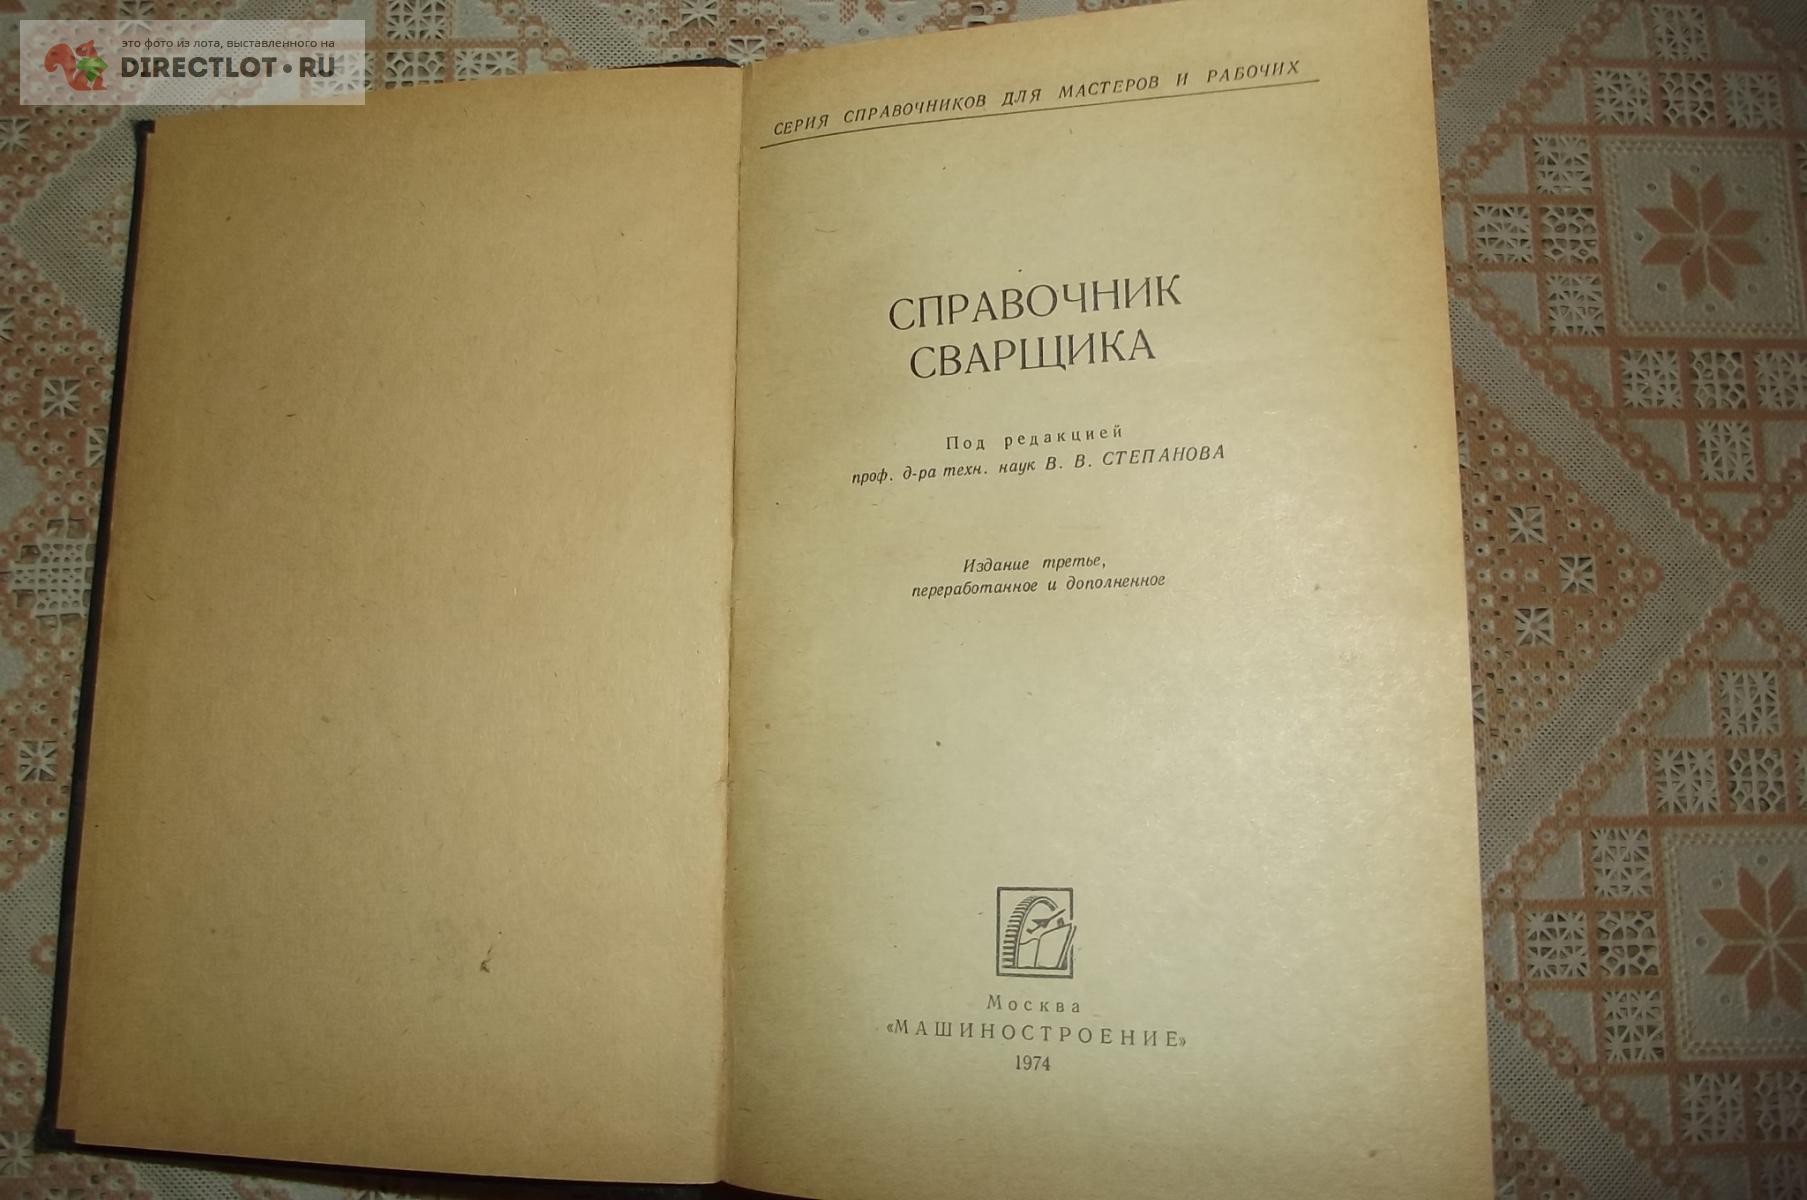 это фото из лота, выставленного на
DIRECTLOT•RU
СЕРИЯ СПРАВОЧНИКОВ ДЛЯ МАСТЕРОВ И РАБОЧИХ
СПРАВОЧНИК
СВАРЩИКА
Под редакцией
проф. д-ра техн. наук В. В. СТЕПАНОВА
Издание третье,
переработанное и дополненное
Москва
«МАШИНОСТРОЕНИЕ»
1974